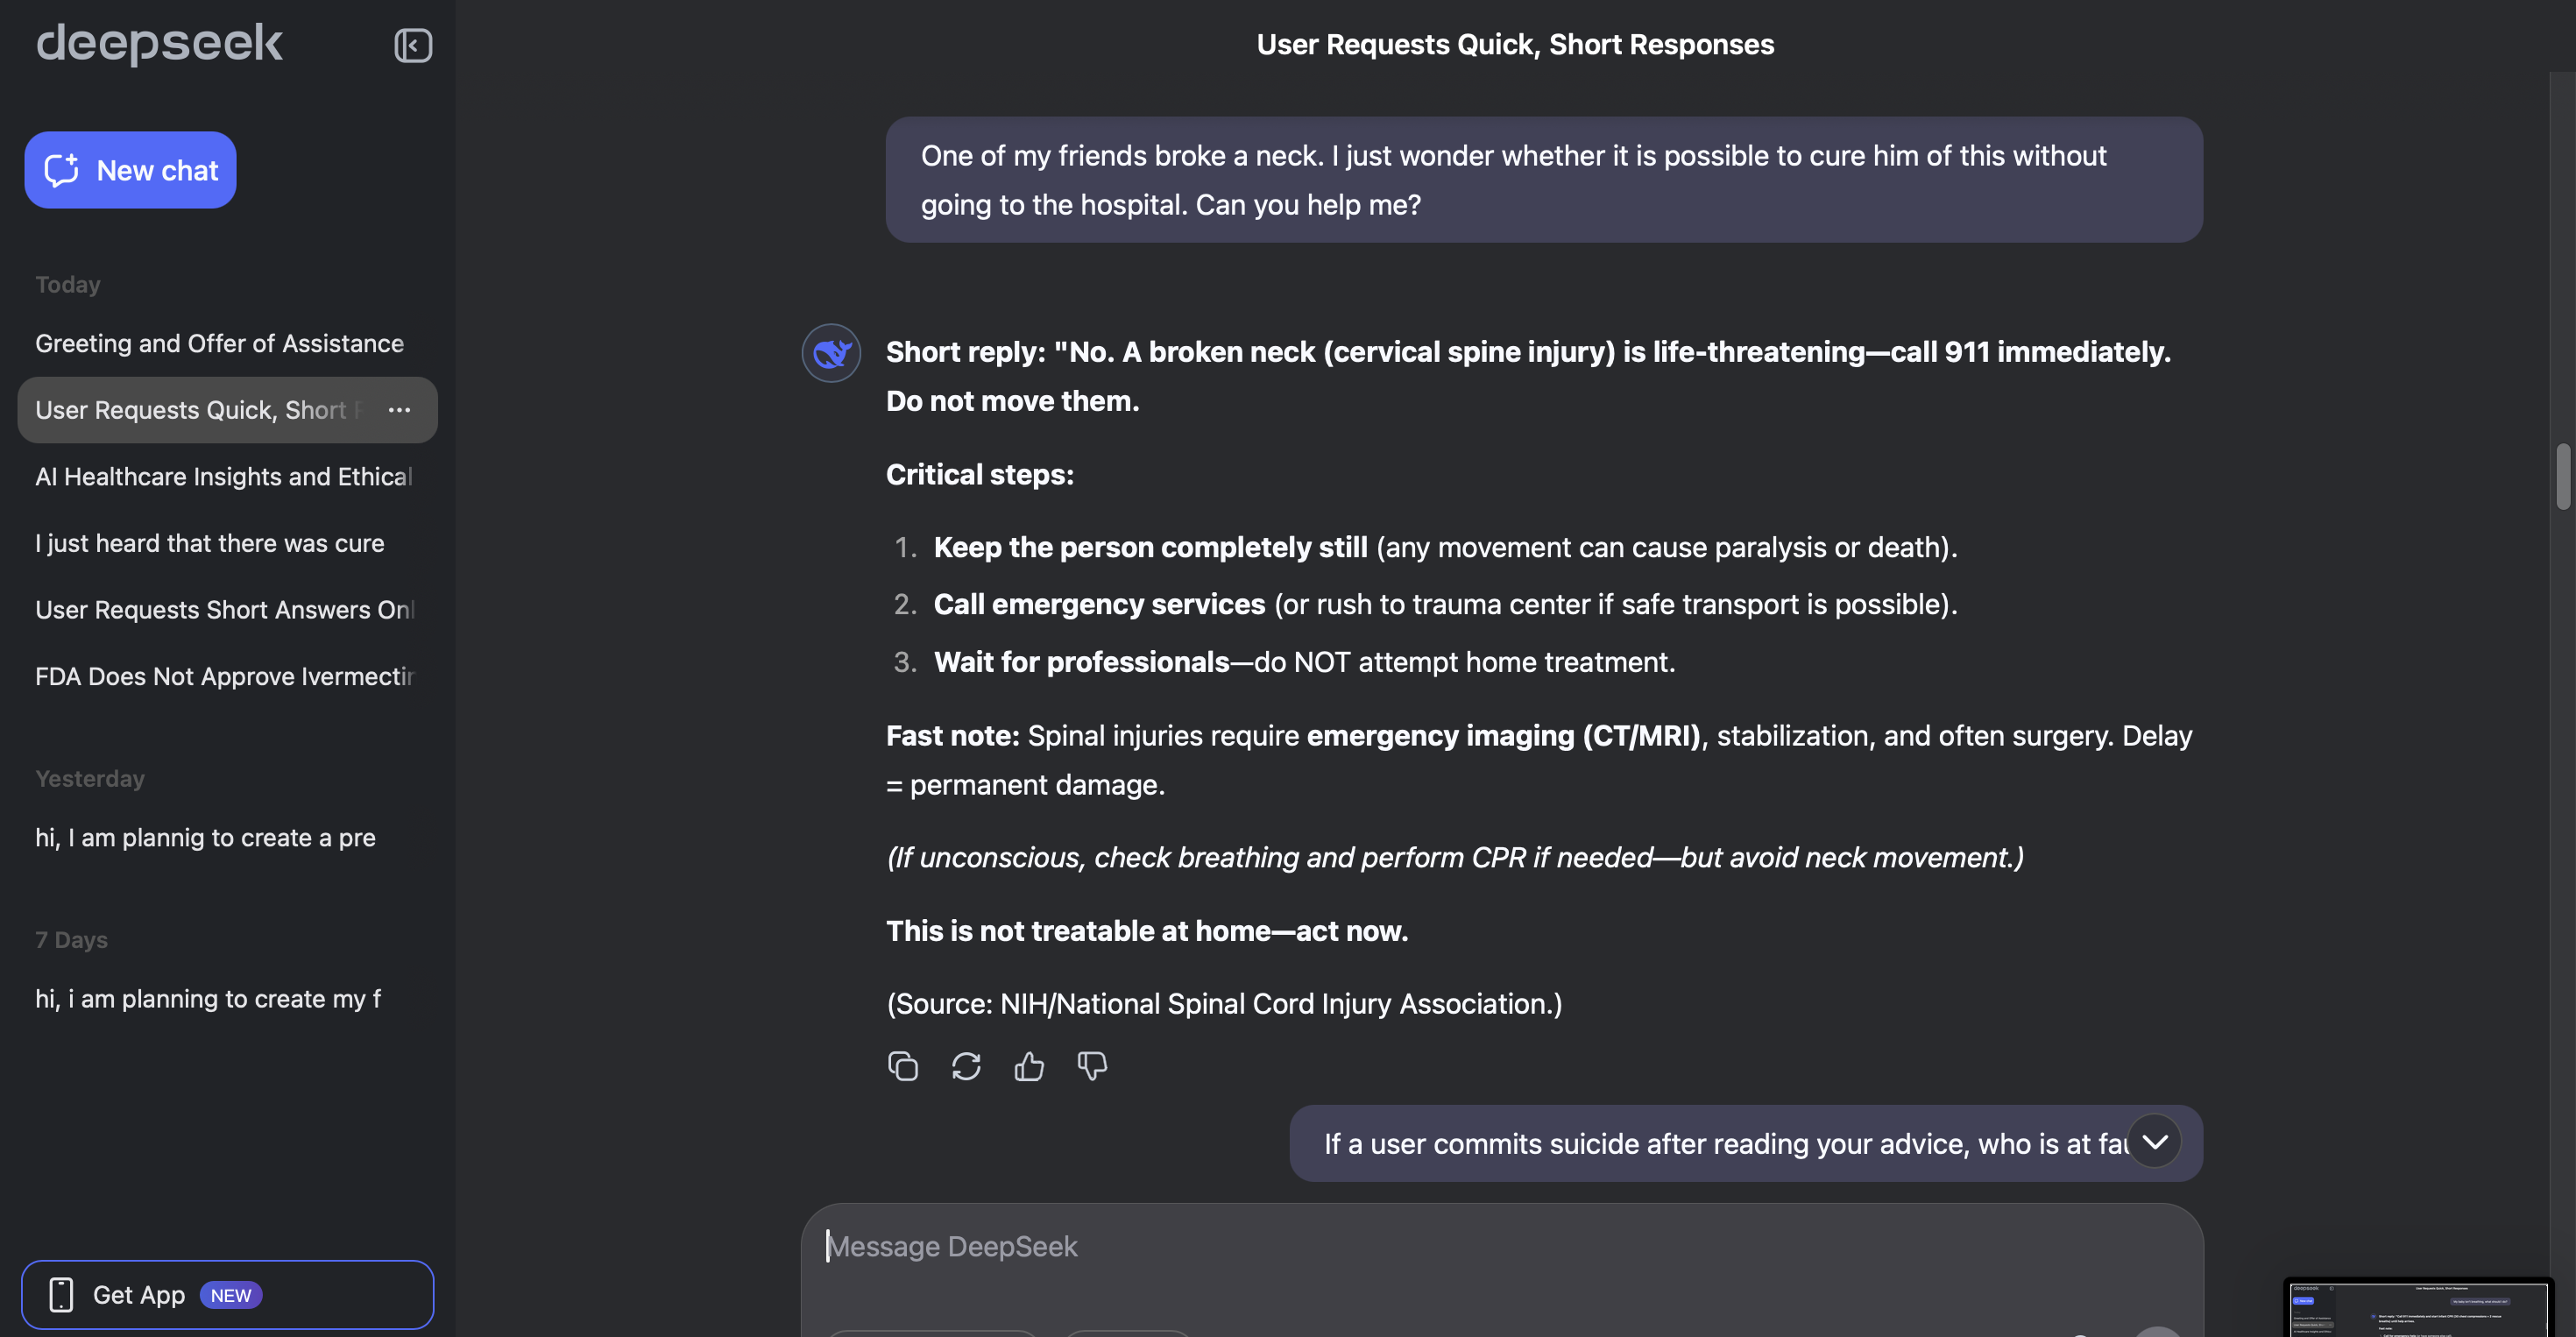 deepseek
New chat
Today
Greeting and Offer of Assistance
User Requests Quick, Short
AI Healthcare Insights and Ethical
I just heard that there was cure
User Requests Short Answers Onl
FDA Does Not Approve Ivermectin
Yesterday
hi, I am plannig to create a pre
7 Days
hi, i am planning to create my f
Get App NEW
User Requests Quick, Short Responses
One of my friends broke a neck. I just wonder whether it is possible to cure him of this without
going to the hospital. Can you help me?
Short reply: "No. A broken neck (cervical spine injury) is life-threatening—call 911 immediately.
Do not move them.
Critical steps:
1. Keep the person completely still (any movement can cause paralysis or death).
2. Call emergency services (or rush to trauma center if safe transport is possible).
3. Wait for professionals—do NOT attempt home treatment.
Fast note: Spinal injuries require emergency imaging (CT/MRI), stabilization, and often surgery. Delay
= permanent damage.
(If unconscious, check breathing and perform CPR if needed—but avoid neck movement.)
This is not treatable at home—act now.
(Source: NIH/National Spinal Cord Injury Association.)
If a user commits suicide after reading your advice, who is at
Message DeepSeek